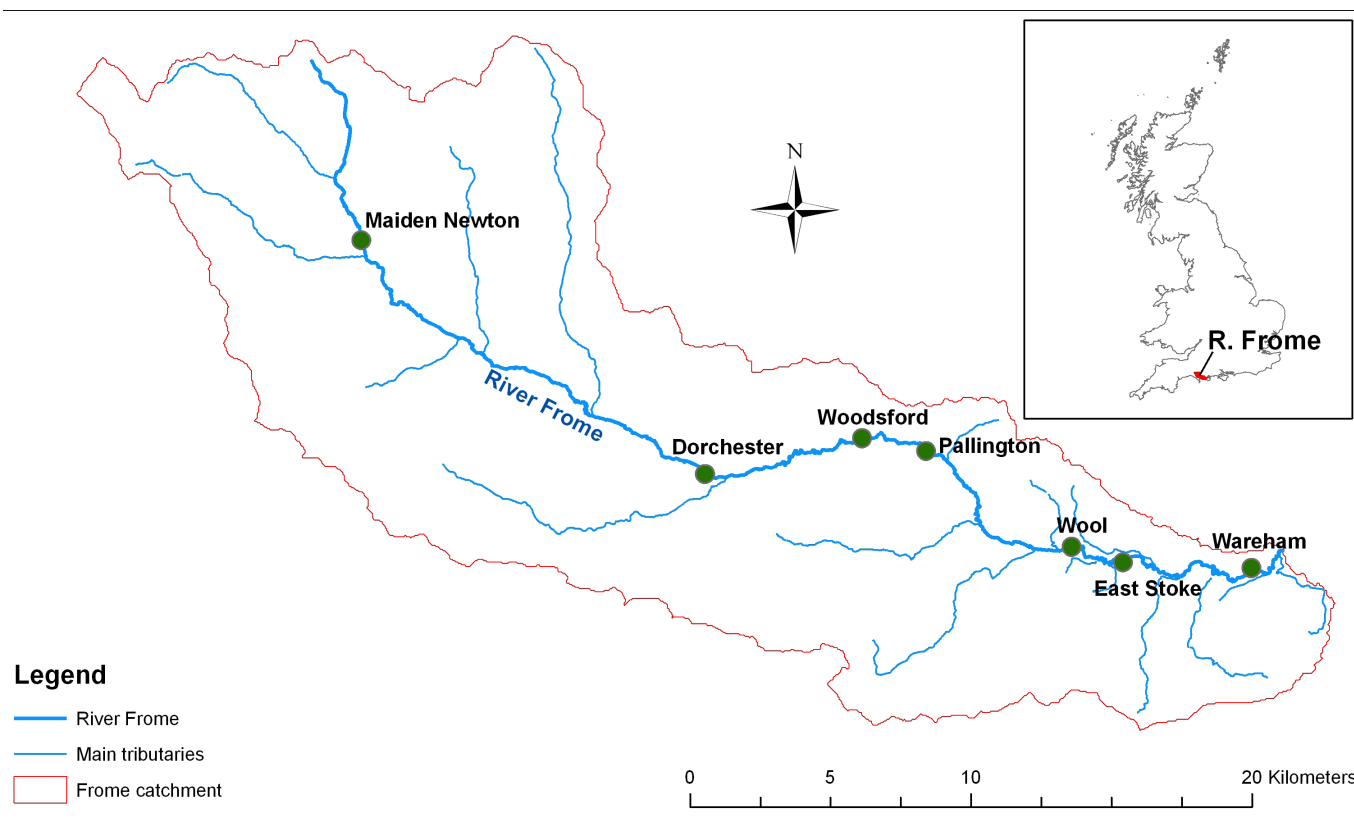 N
Maiden Newton
R. Frome
River Frome
Woodsford
Dorchester
Pallington
Wool
Wareham
East Stoke
Legend
River Frome
Main tributaries
Frome catchment
0 5 10 20 Kilometers